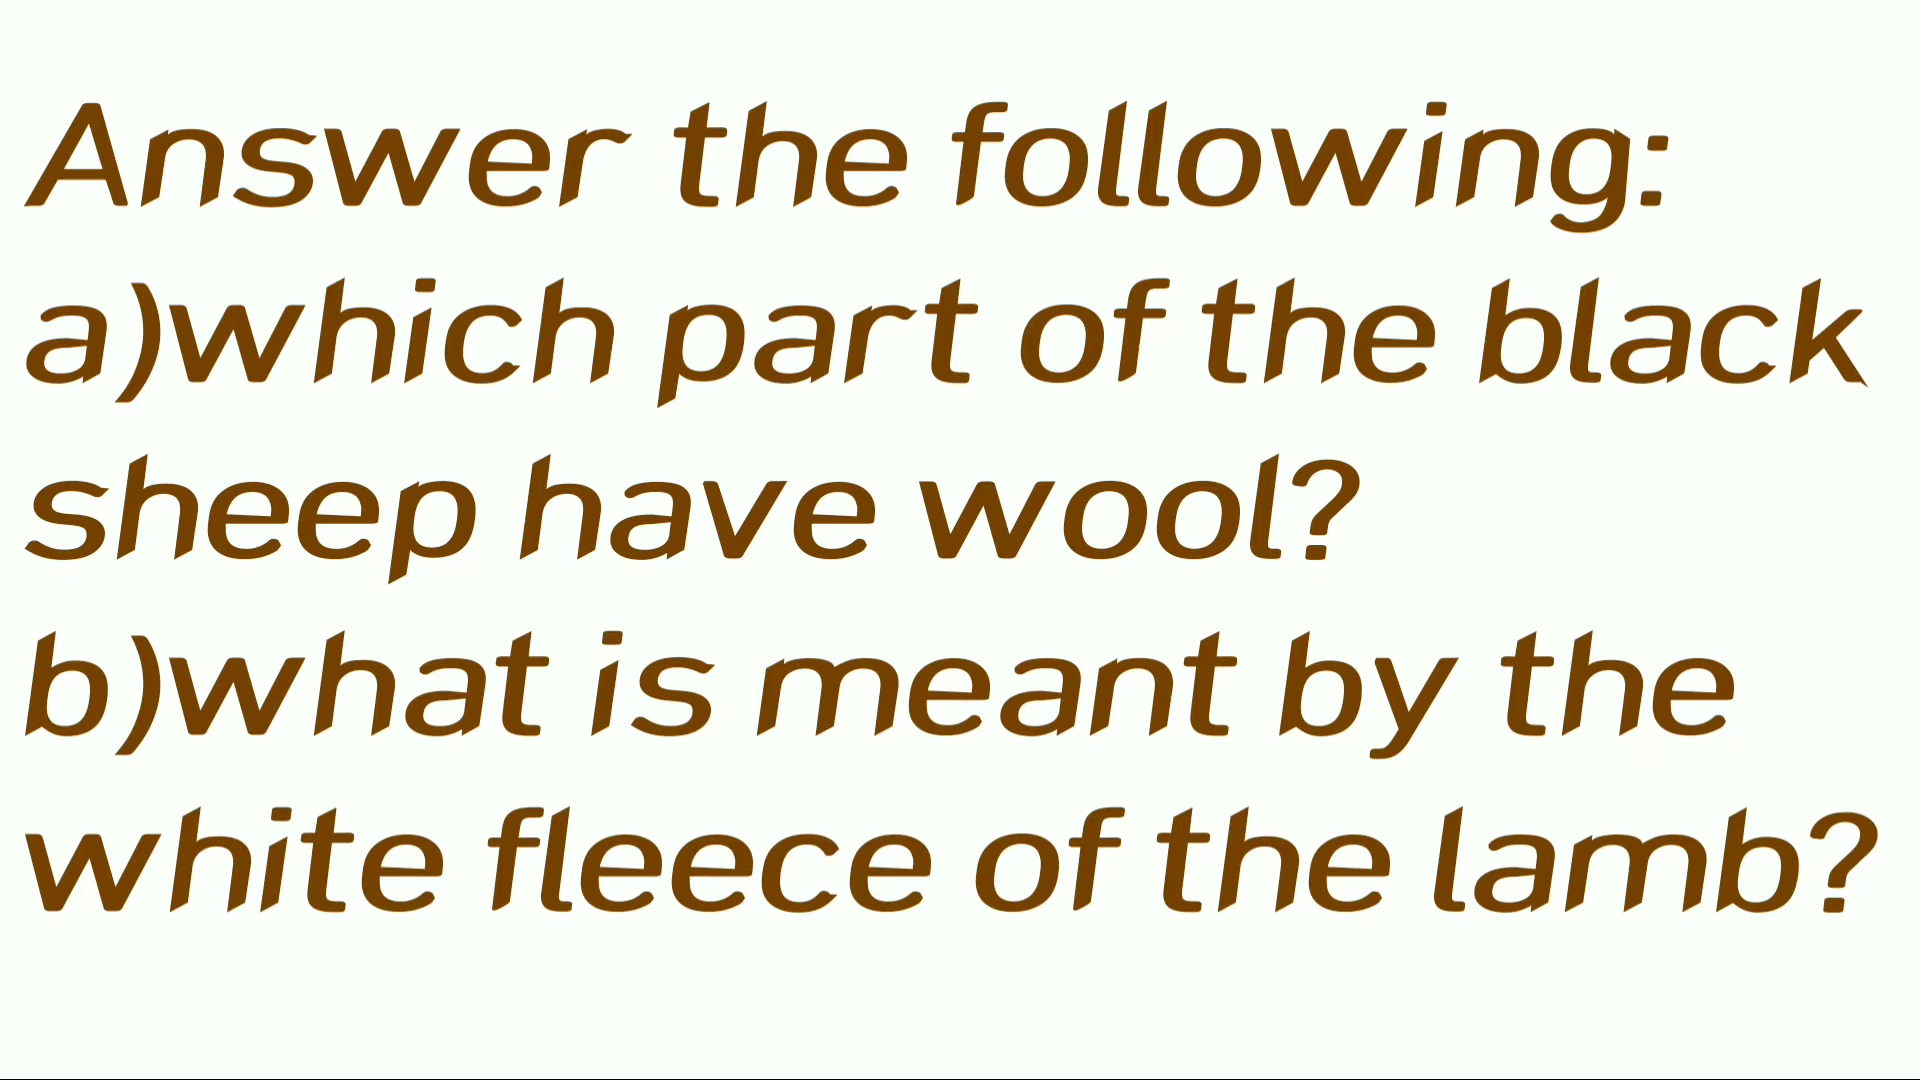 Answer the following:
a)which part of the black
sheep have wool?
b)what is meant by the
white fleece of the lamb?